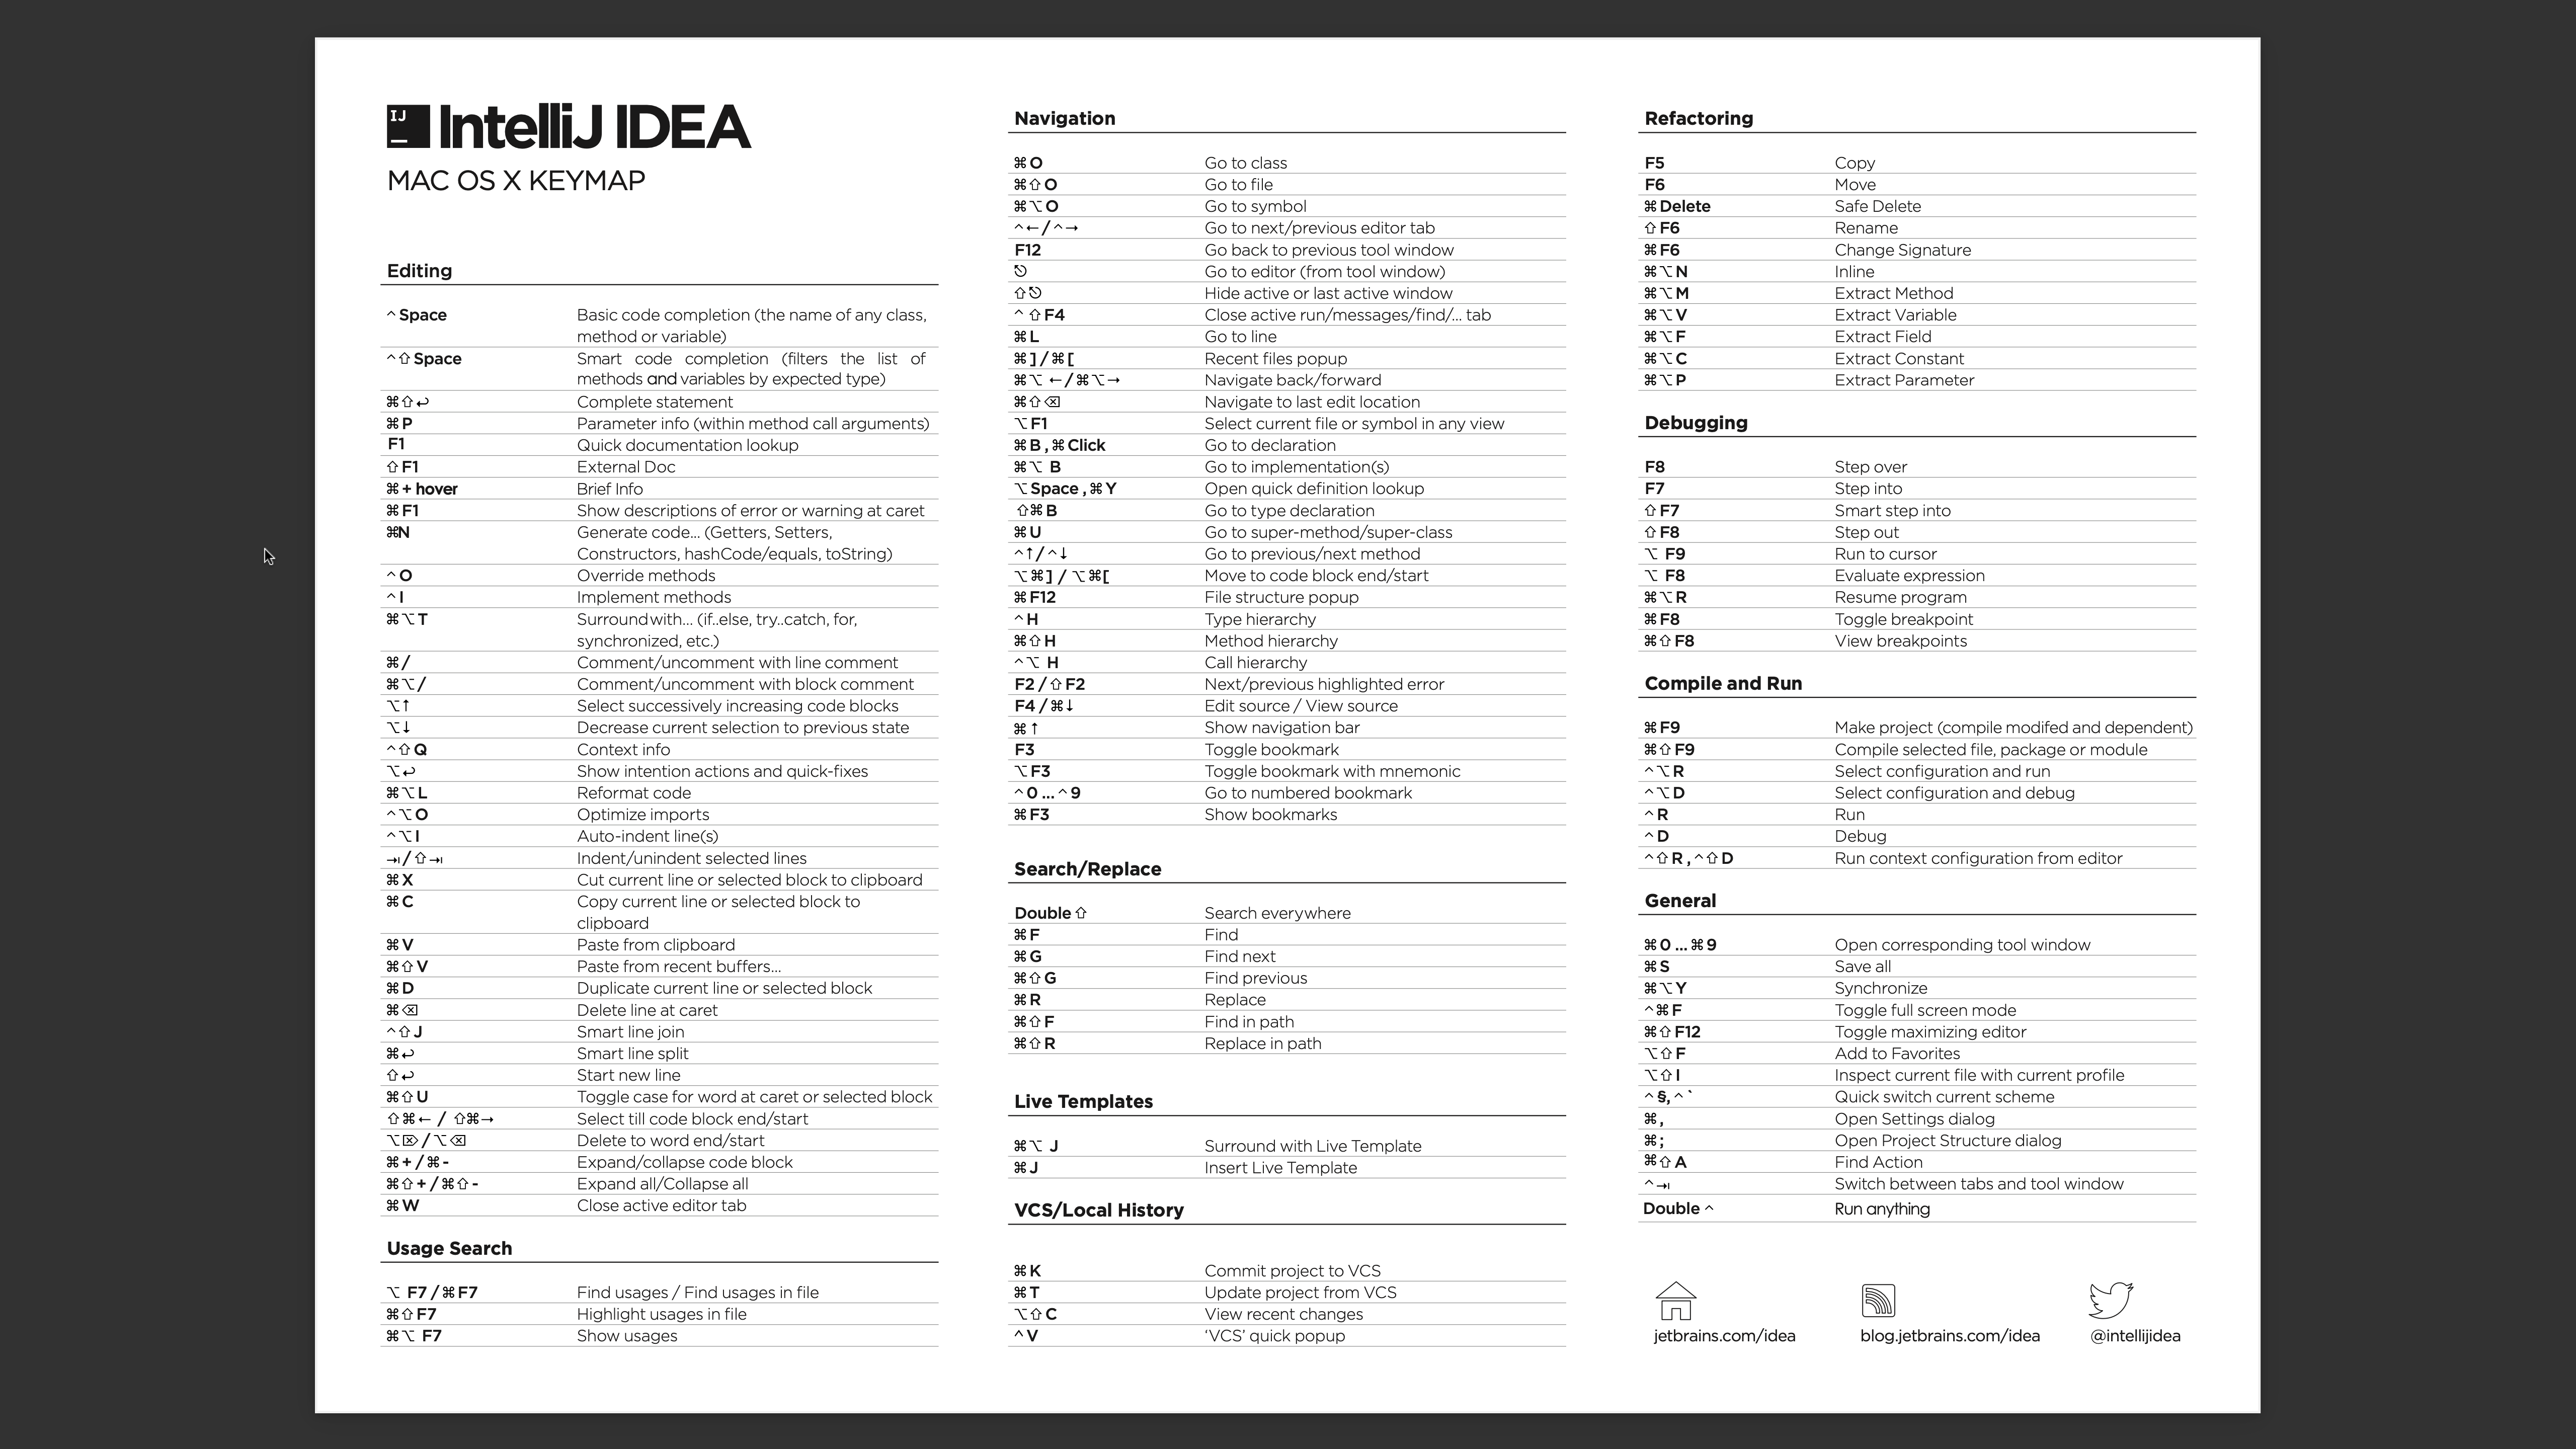 IJ IntelliJ IDEA
MAC OS X KEYMAP
Editing
^ Space Basic code completion (the name of any class,
method or variable)
^⇧Space Smart code completion (filters the list of
methods and variables by expected type)
⌘⇧↩ Complete statement
⌘P Parameter info (within method call arguments)
F1 Quick documentation lookup
⇧F1 External Doc
⌘+ hover Brief Info
⌘F1 Show descriptions of error or warning at caret
⌘N Generate code... (Getters, Setters,
Constructors, hashCode/equals, toString)
^O Override methods
^I Implement methods
⌘⌥T Surround with... (if..else, try..catch, for,
synchronized, etc.)
⌘/ Comment/uncomment with line comment
⌘⌥/ Comment/uncomment with block comment
⌥↑ Select successively increasing code blocks
⌥↓ Decrease current selection to previous state
^⇧Q Context info
⌥↩ Show intention actions and quick-fixes
⌘⌥L Reformat code
^⌥O Optimize imports
^⌥I Auto-indent line(s)
⇥/⇧⇥ Indent/unindent selected lines
⌘X Cut current line or selected block to clipboard
⌘C Copy current line or selected block to
clipboard
⌘V Paste from clipboard
⌘⇧V Paste from recent buffers...
⌘D Duplicate current line or selected block
⌘⌫ Delete line at caret
^⇧J Smart line join
⌘↩ Smart line split
⇧↩ Start new line
⌘⇧U Toggle case for word at caret or selected block
⇧⌘← / ⇧⌘→ Select till code block end/start
⌥⌦/⌥⌫ Delete to word end/start
⌘+/⌘- Expand/collapse code block
⌘⇧+/⌘⇧- Expand all/Collapse all
⌘W Close active editor tab
Usage Search
⌥ F7/⌘F7 Find usages / Find usages in file
⌘⇧F7 Highlight usages in file
⌘⌥ F7 Show usages
Navigation
⌘O Go to class
⌘⇧O Go to file
⌘⌥O Go to symbol
^←/^→ Go to next/previous editor tab
F12 Go back to previous tool window
⎋ Go to editor (from tool window)
⇧⎋ Hide active or last active window
^⇧F4 Close active run/messages/find/... tab
⌘L Go to line
⌘]/⌘[ Recent files popup
⌘⌥ ←/⌘⌥→ Navigate back/forward
⌘⇧⌫ Navigate to last edit location
⌥F1 Select current file or symbol in any view
⌘B,⌘Click Go to declaration
⌘⌥ B Go to implementation(s)
⌥Space,⌘Y Open quick definition lookup
⇧⌘B Go to type declaration
⌘U Go to super-method/super-class
^↑/^↓ Go to previous/next method
⌥⌘] / ⌥⌘[ Move to code block end/start
⌘F12 File structure popup
^H Type hierarchy
⌘⇧H Method hierarchy
^⌥ H Call hierarchy
F2/⇧F2 Next/previous highlighted error
F4/⌘↓ Edit source / View source
⌘↑ Show navigation bar
F3 Toggle bookmark
⌥F3 Toggle bookmark with mnemonic
^0...^9 Go to numbered bookmark
⌘F3 Show bookmarks
Search/Replace
Double⇧ Search everywhere
⌘F Find
⌘G Find next
⌘⇧G Find previous
⌘R Replace
⌘⇧F Find in path
⌘⇧R Replace in path
Live Templates
⌘⌥ J Surround with Live Template
⌘J Insert Live Template
VCS/Local History
⌘K Commit project to VCS
⌘T Update project from VCS
⌥⇧C View recent changes
^V ‘VCS’ quick popup
Refactoring
F5 Copy
F6 Move
⌘Delete Safe Delete
⇧F6 Rename
⌘F6 Change Signature
⌘⌥N Inline
⌘⌥M Extract Method
⌘⌥V Extract Variable
⌘⌥F Extract Field
⌘⌥C Extract Constant
⌘⌥P Extract Parameter
Debugging
F8 Step over
F7 Step into
⇧F7 Smart step into
⇧F8 Step out
⌥ F9 Run to cursor
⌥ F8 Evaluate expression
⌘⌥R Resume program
⌘F8 Toggle breakpoint
⌘⇧F8 View breakpoints
Compile and Run
⌘F9 Make project (compile modifed and dependent)
⌘⇧F9 Compile selected file, package or module
^⌥R Select configuration and run
^⌥D Select configuration and debug
^R Run
^D Debug
^⇧R,^⇧D Run context configuration from editor
General
⌘0...⌘9 Open corresponding tool window
⌘S Save all
⌘⌥Y Synchronize
^⌘F Toggle full screen mode
⌘⇧F12 Toggle maximizing editor
⌥⇧F Add to Favorites
⌥⇧I Inspect current file with current profile
^§,^` Quick switch current scheme
⌘, Open Settings dialog
⌘; Open Project Structure dialog
⌘⇧A Find Action
^⇥ Switch between tabs and tool window
Double ^ Run anything
jetbrains.com/idea blog.jetbrains.com/idea @intellijidea